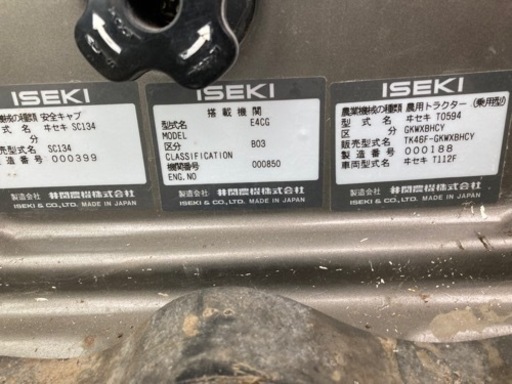 ISEKI
農業機械の種類 安全キャブ
型 式 ヰセキ SC134
販売型式名 SC134
製造番号 000399
製造会社 井関農機株式会社
ISEKI & CO.,LTD. MADE IN JAPAN
ISEKI
搭載機関
型式名 E4CG
MODEL
区分 B03
CLASSIFICATION
機関番号 000850
ENG.NO
製造会社 井関農機株式会社
ISEKI & CO.,LTD. MADE IN JAPAN
ISEKI
農業機械の種類 農用トラクター (乗用型)
型 式 名 ヰセキ T0594
区 分 GKWXBHCY
販売型式名 TK46F-GKWXBHCY
製造番号 000188
車両型式 ヰセキ T112F
製造会社 井関農機株式会社
ISEKI & CO.,LTD. MADE IN JAPAN